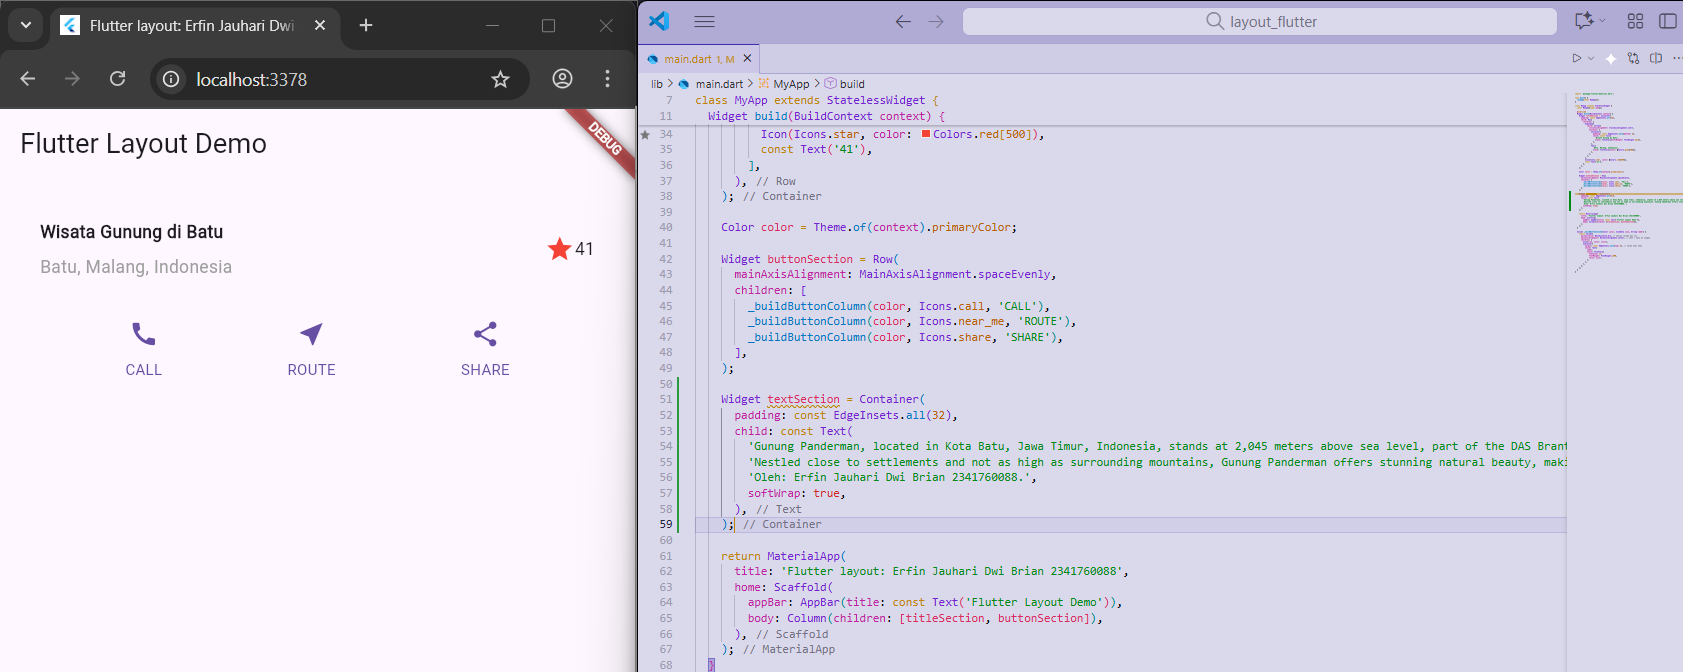 Flutter layout: Erfin Jauhari Dwi
localhost:3378
Flutter Layout Demo
DEBUG
Wisata Gunung di Batu
Batu, Malang, Indonesia
41
CALL
ROUTE
SHARE
layout_flutter
main.dart 1, M
lib > main.dart > MyApp > build
7 class MyApp extends StatelessWidget {
11 Widget build(BuildContext context) {
34 Icon(Icons.star, color: Colors.red[500]),
35 const Text('41'),
36 ],
37 ), // Row
38 ); // Container
39
40 Color color = Theme.of(context).primaryColor;
41
42 Widget buttonSection = Row(
43 mainAxisAlignment: MainAxisAlignment.spaceEvenly,
44 children: [
45 _buildButtonColumn(color, Icons.call, 'CALL'),
46 _buildButtonColumn(color, Icons.near_me, 'ROUTE'),
47 _buildButtonColumn(color, Icons.share, 'SHARE'),
48 ],
49 );
50
51 Widget textSection = Container(
52 padding: const EdgeInsets.all(32),
53 child: const Text(
54 'Gunung Panderman, located in Kota Batu, Jawa Timur, Indonesia, stands at 2,045 meters above sea level, part of the DAS Brant
55 'Nestled close to settlements and not as high as surrounding mountains, Gunung Panderman offers stunning natural beauty, maki
56 'Oleh: Erfin Jauhari Dwi Brian 2341760088.',
57 softWrap: true,
58 ), // Text
59 ); // Container
60
61 return MaterialApp(
62 title: 'Flutter layout: Erfin Jauhari Dwi Brian 2341760088',
63 home: Scaffold(
64 appBar: AppBar(title: const Text('Flutter Layout Demo')),
65 body: Column(children: [titleSection, buttonSection]),
66 ), // Scaffold
67 ); // MaterialApp
68 }